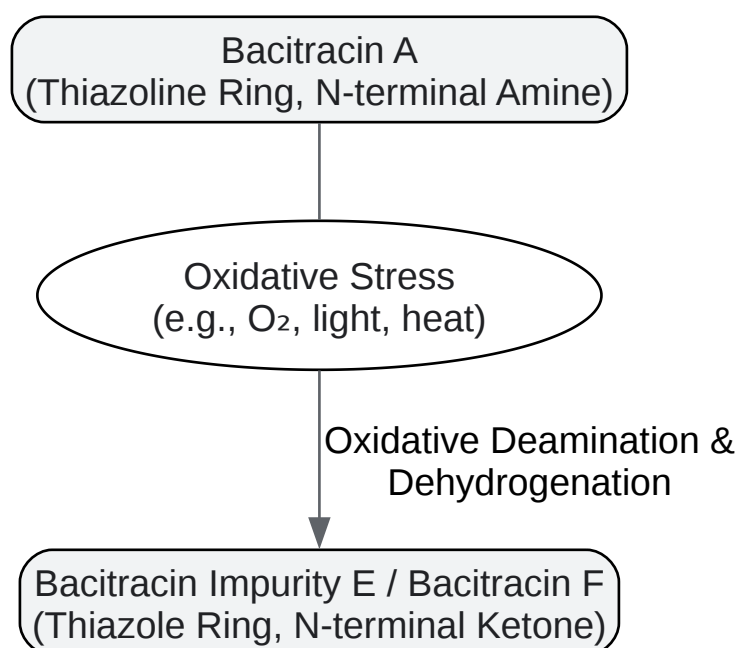 Bacitracin A
(Thiazoline Ring, N-terminal Amine)
Oxidative Stress
(e.g., O₂, light, heat)
Oxidative Deamination &
Dehydrogenation
Bacitracin Impurity E / Bacitracin F
(Thiazole Ring, N-terminal Ketone)